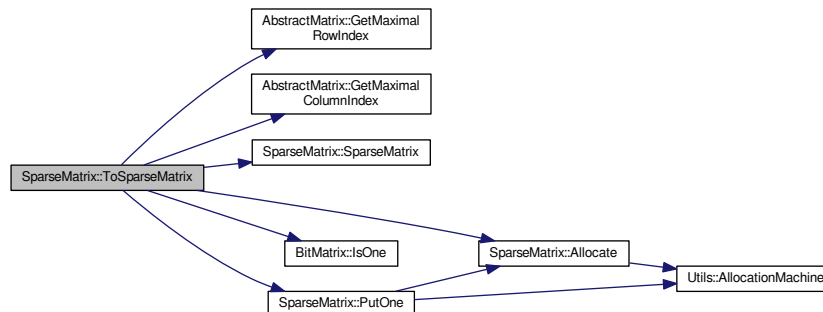 AbstractMatrix::GetMaximal
RowIndex
AbstractMatrix::GetMaximal
ColumnIndex
SparseMatrix::SparseMatrix
SparseMatrix::ToSparseMatrix
BitMatrix::IsOne
SparseMatrix::Allocate
Utils::AllocationMachine
SparseMatrix::PutOne